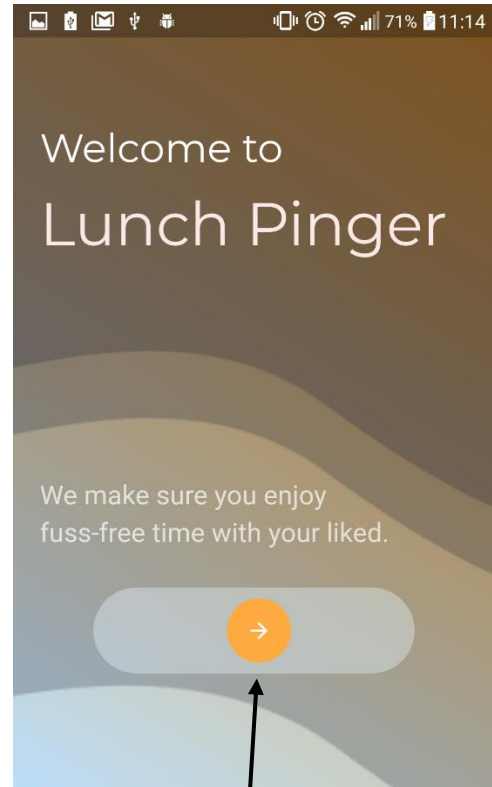 71% 11:14
Welcome to
Lunch Pinger
We make sure you enjoy
fuss-free time with your liked.